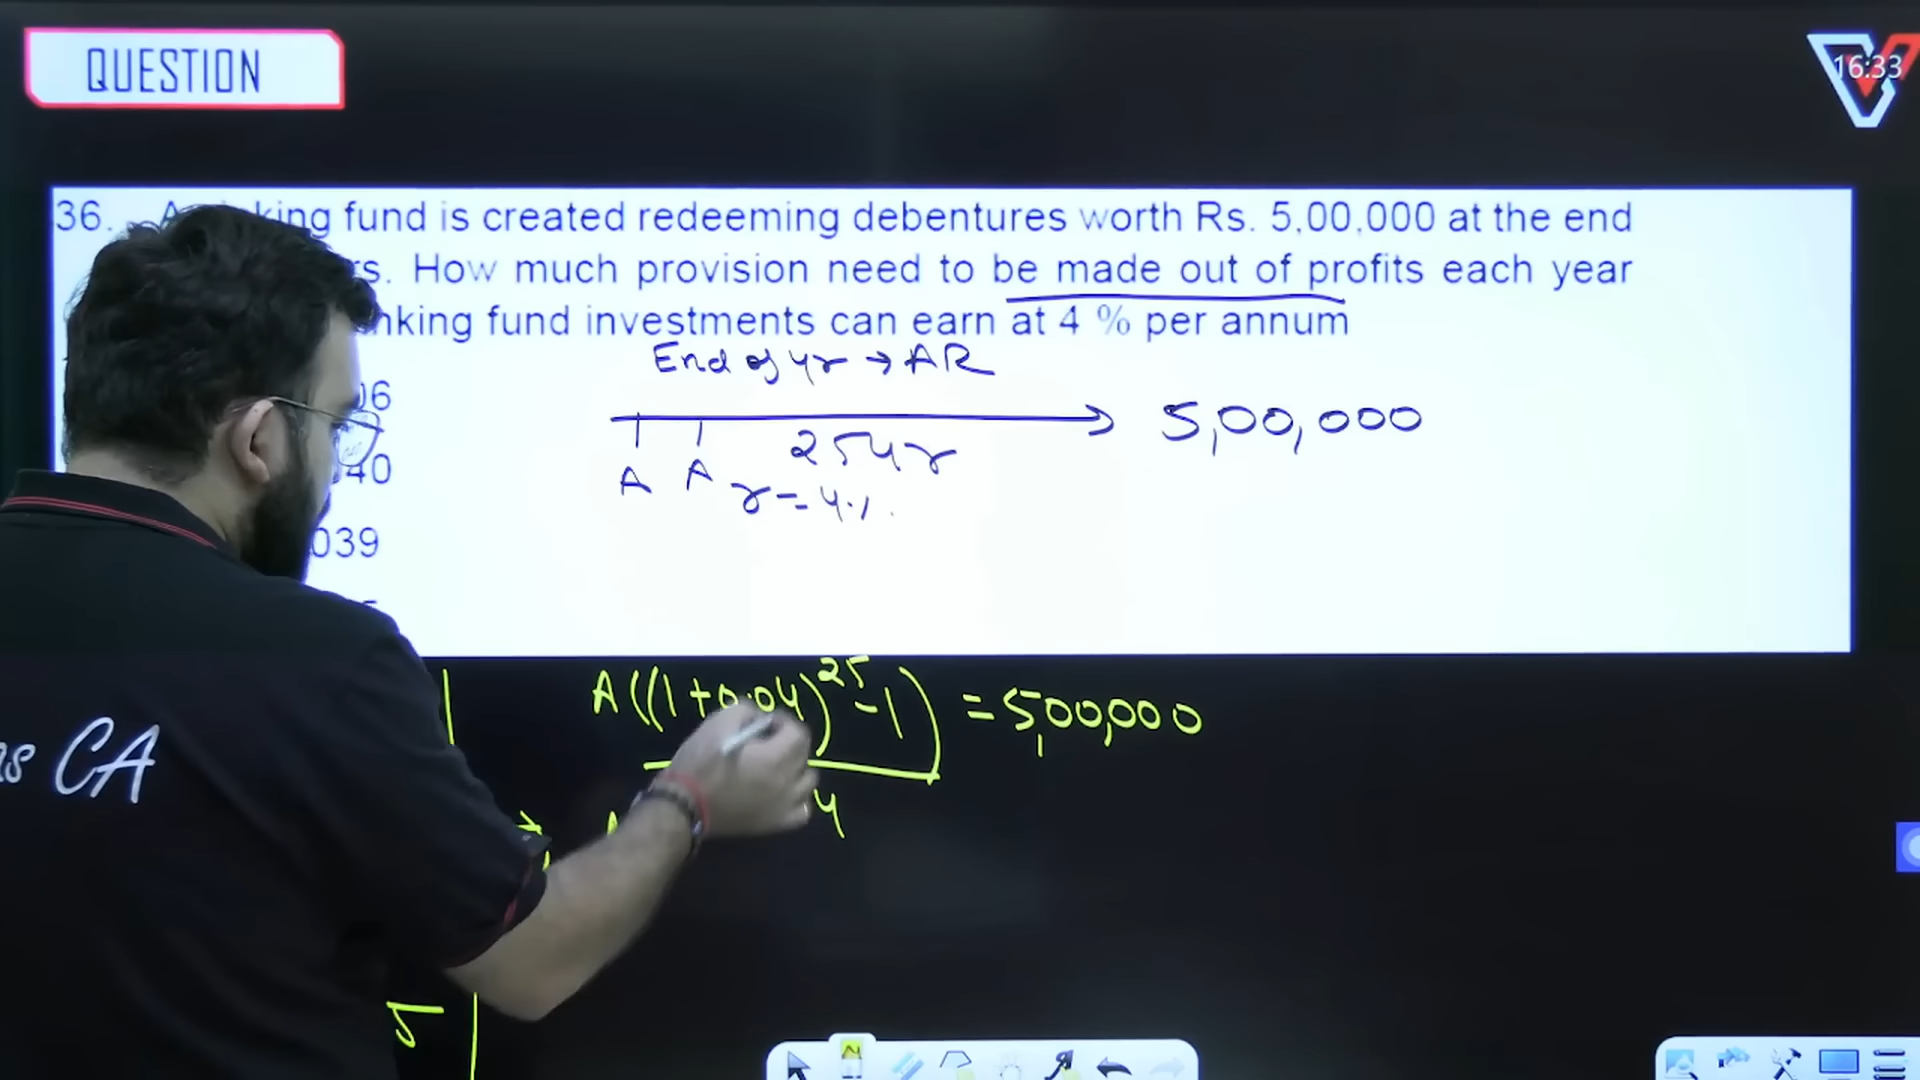 QUESTION
16:33
36. king fund is created redeeming debentures worth Rs. 5,00,000 at the end
rs. How much provision need to be made out of profits each year
nking fund investments can earn at 4 % per annum
End of yr → AR
06
5,00,000
25yr
40
A A r = 4%.
039
A((1+0.04)^25 - 1) = 5,00,000
4
CA
5